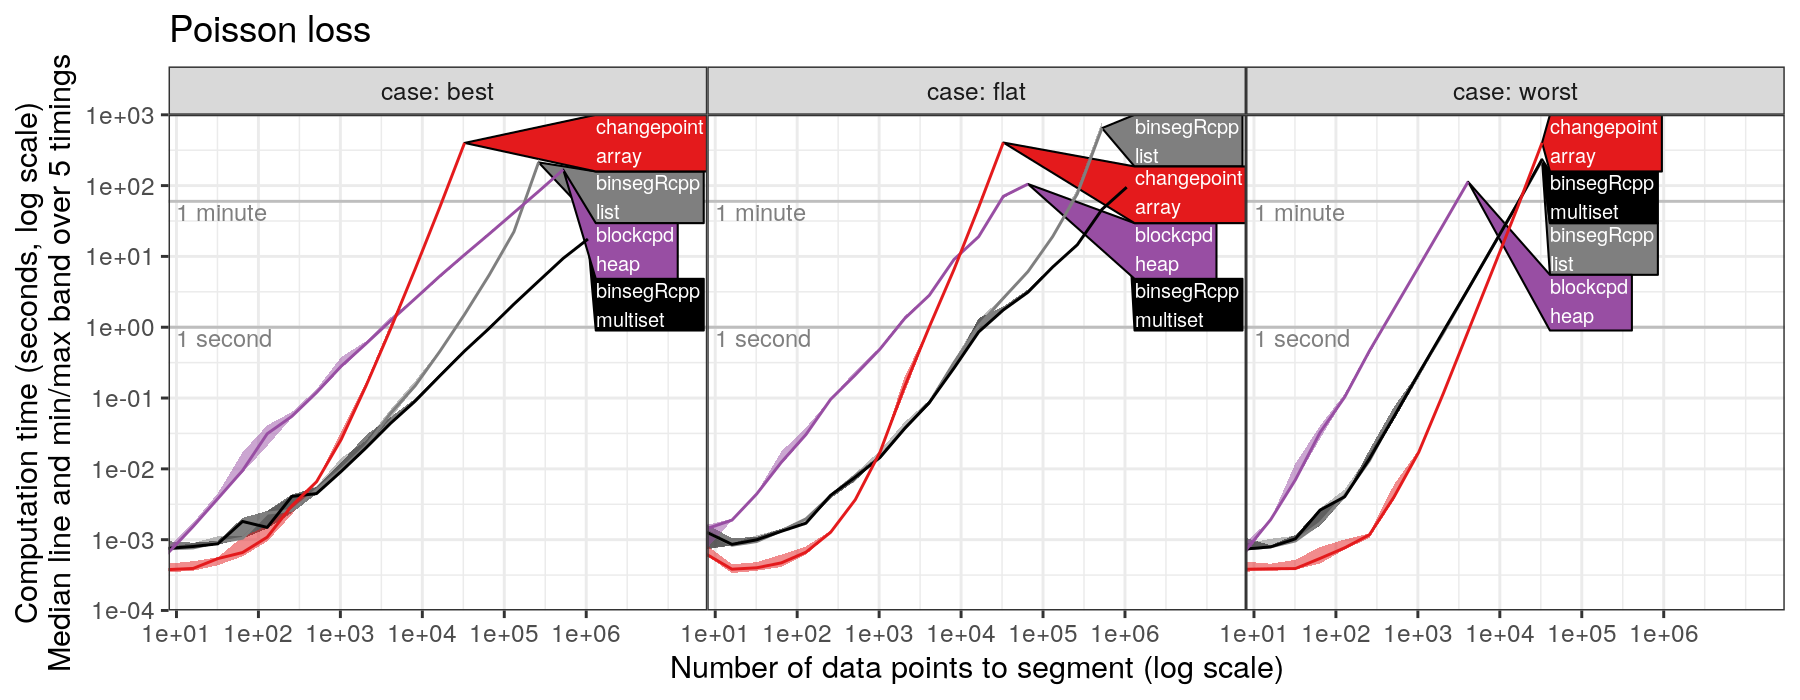 Poisson loss
Computation time (seconds, log scale)
Median line and min/max band over 5 timings
case: best
case: flat
case: worst
1e+03
1e+02
1e+01
1e+00
1e-01
1e-02
1e-03
1e-04
1 minute
1 second
changepoint
array
binsegRcpp
list
blockcpd
heap
binsegRcpp
multiset
1 minute
1 second
binsegRcpp
list
changepoint
array
blockcpd
heap
binsegRcpp
multiset
1 minute
1 second
changepoint
array
binsegRcpp
multiset
binsegRcpp
list
blockcpd
heap
1e+01 1e+02 1e+03 1e+04 1e+05 1e+06
1e+01 1e+02 1e+03 1e+04 1e+05 1e+06
1e+01 1e+02 1e+03 1e+04 1e+05 1e+06
Number of data points to segment (log scale)